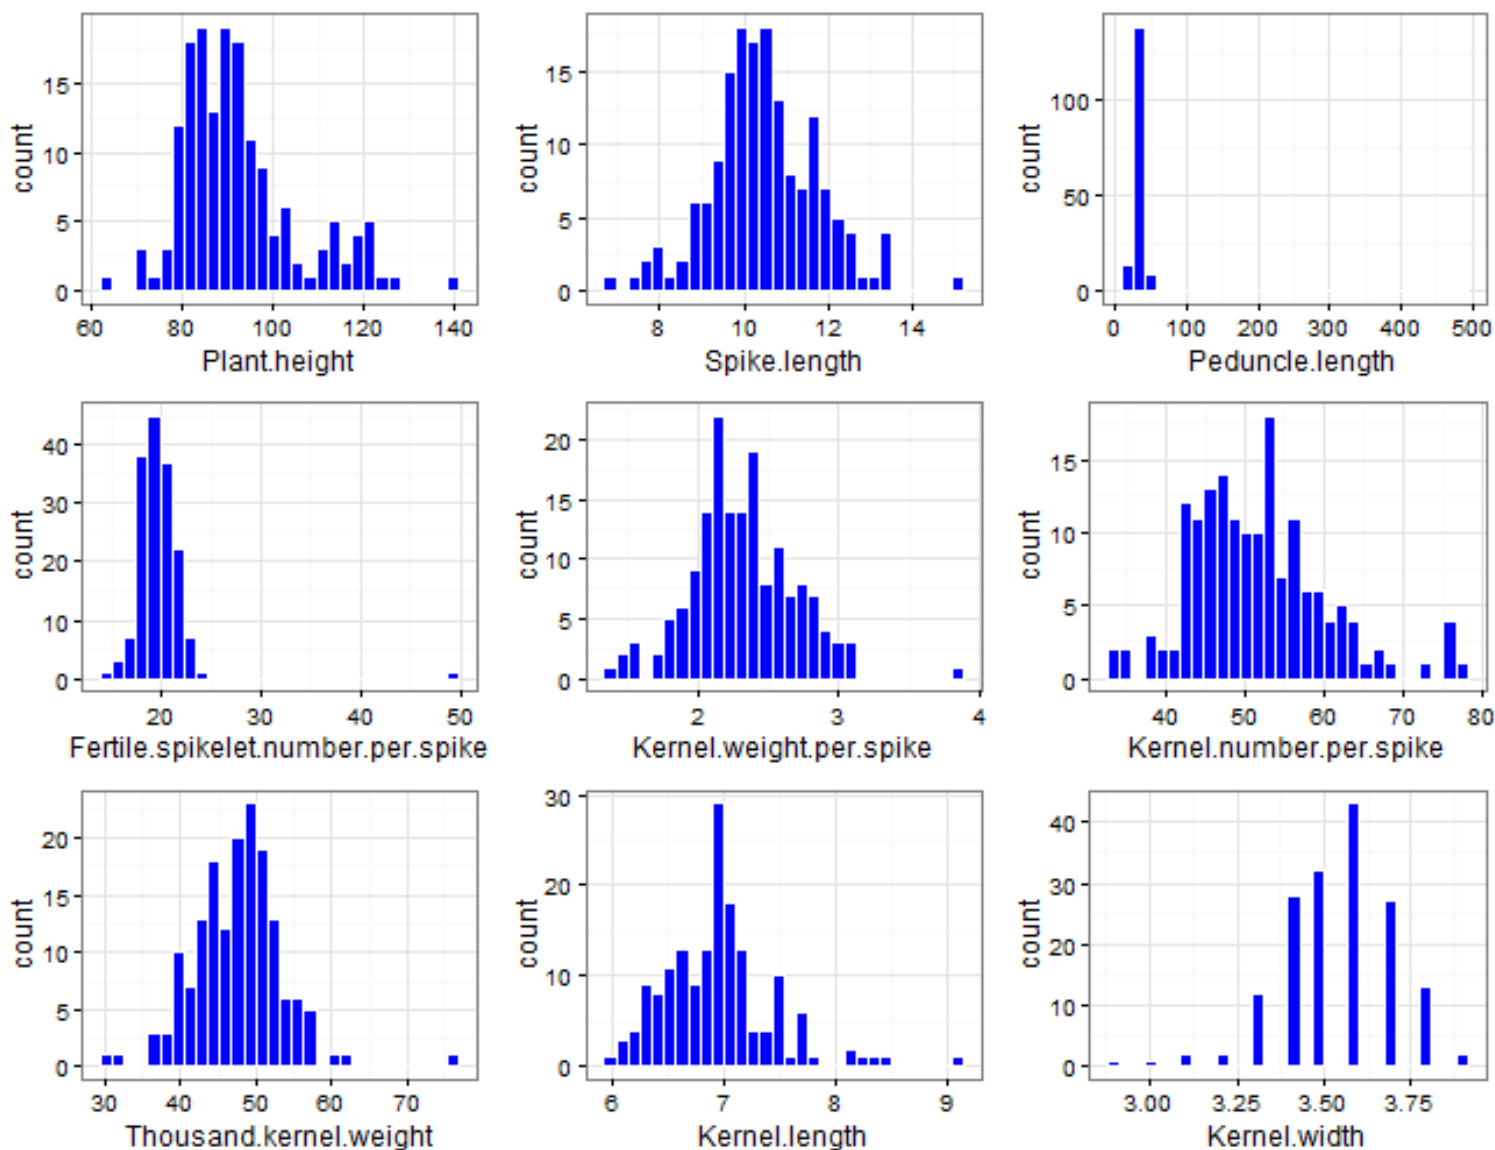 count
15
10
5
0
60 80 100 120 140
Plant.height
count
15
10
5
0
8 10 12 14
Spike.length
count
100
50
0
0 100 200 300 400 500
Peduncle.length
count
40
30
20
10
0
20 30 40 50
Fertile.spikelet.number.per.spike
count
20
15
10
5
0
2 3 4
Kernel.weight.per.spike
count
15
10
5
0
40 50 60 70 80
Kernel.number.per.spike
count
20
15
10
5
0
30 40 50 60 70
Thousand.kernel.weight
count
30
20
10
0
6 7 8 9
Kernel.length
count
40
30
20
10
0
3.00 3.25 3.50 3.75
Kernel.width